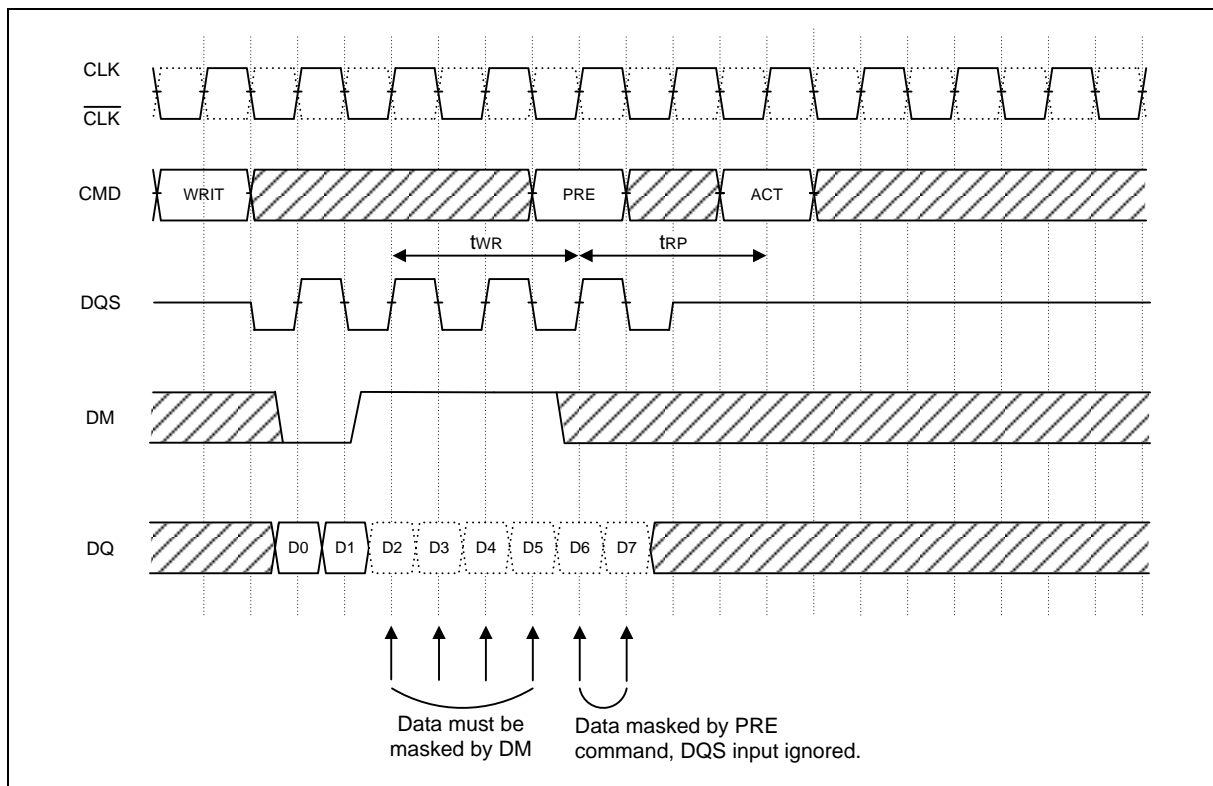 CLK
CLK
CMD WRIT PRE ACT
tWR tRP
DQS
DM
DQ D0 D1 D2 D3 D4 D5 D6 D7
Data must be masked by DM
Data masked by PRE command, DQS input ignored.